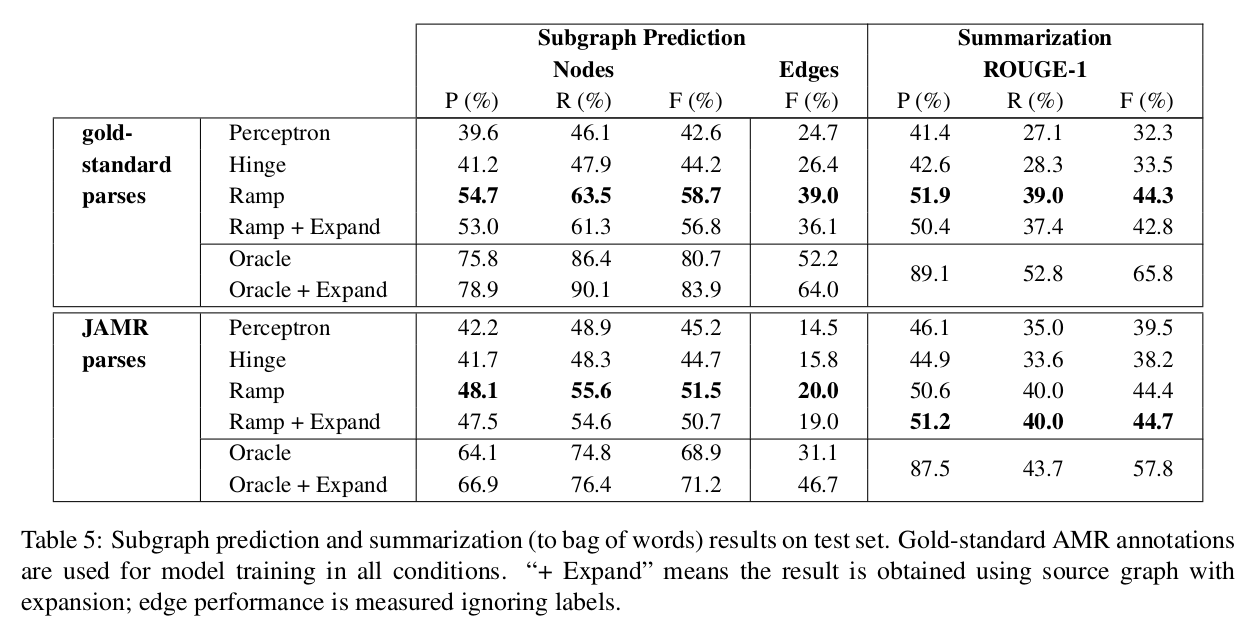 Subgraph Prediction Summarization
Nodes Edges ROUGE-1
P (%) R (%) F (%) F (%) P (%) R (%) F (%)
gold- Perceptron 39.6 46.1 42.6 24.7 41.4 27.1 32.3
standard Hinge 41.2 47.9 44.2 26.4 42.6 28.3 33.5
parses Ramp 54.7 63.5 58.7 39.0 51.9 39.0 44.3
Ramp + Expand 53.0 61.3 56.8 36.1 50.4 37.4 42.8
Oracle 75.8 86.4 80.7 52.2
89.1 52.8 65.8
Oracle + Expand 78.9 90.1 83.9 64.0
JAMR Perceptron 42.2 48.9 45.2 14.5 46.1 35.0 39.5
parses Hinge 41.7 48.3 44.7 15.8 44.9 33.6 38.2
Ramp 48.1 55.6 51.5 20.0 50.6 40.0 44.4
Ramp + Expand 47.5 54.6 50.7 19.0 51.2 40.0 44.7
Oracle 64.1 74.8 68.9 31.1
87.5 43.7 57.8
Oracle + Expand 66.9 76.4 71.2 46.7
Table 5: Subgraph prediction and summarization (to bag of words) results on test set. Gold-standard AMR annotations
are used for model training in all conditions. “+ Expand” means the result is obtained using source graph with
expansion; edge performance is measured ignoring labels.